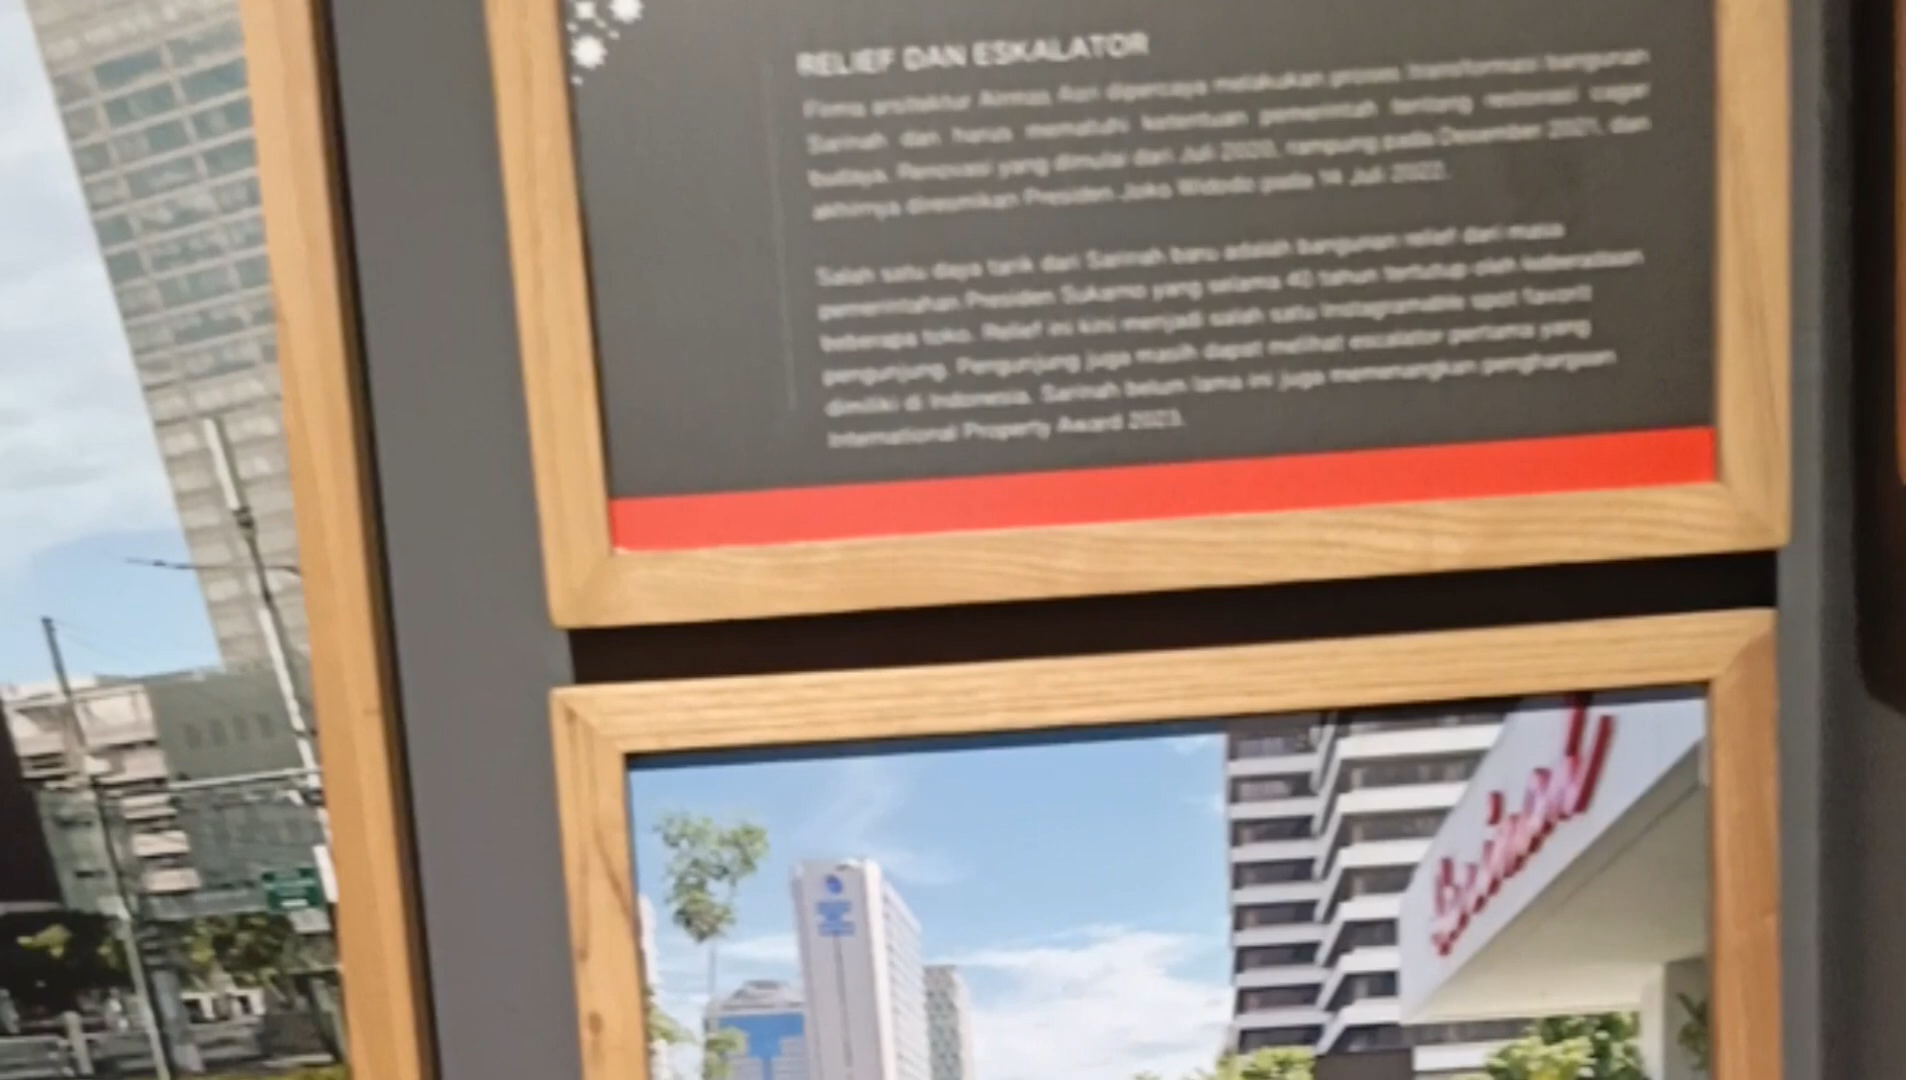 RELIEF DAN ESKALATOR
Firma arsitektur Airmas Asri dipercaya melakukan proses transformasi bangunan
Sarinah dan harus mematuhi ketentuan pemerintah tentang restorasi cagar
budaya. Renovasi yang dimulai dari Juli 2020, rampung pada Desember 2021, dan
akhirnya diresmikan Presiden Joko Widodo pada 14 Juli 2022.
Salah satu daya tarik dari Sarinah baru adalah bangunan relief dari masa
pemerintahan Presiden Sukarno yang selama 40 tahun tertutup oleh keberadaan
beberapa toko. Relief ini kini menjadi salah satu Instagramable spot favorit
pengunjung. Pengunjung juga masih dapat melihat escalator pertama yang
dimiliki di Indonesia. Sarinah belum lama ini juga memenangkan penghargaan
International Property Award 2023.
Sarinah